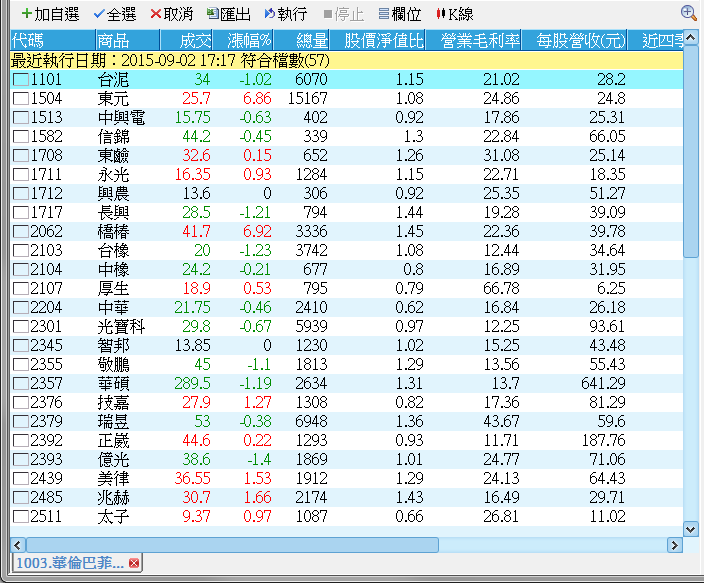 加自選 全選 取消 匯出 執行 停止 欄位 K線
代碼 商品 成交 漲幅% 總量 股價淨值比 營業毛利率 每股營收(元) 近四季
最近執行日期：2015-09-02 17:17 符合檔數(57)
1101 台泥 34 -1.02 6070 1.15 21.02 28.2
1504 東元 25.7 6.86 15167 1.08 24.86 24.8
1513 中興電 15.75 -0.63 402 0.92 17.86 25.31
1582 信錦 44.2 -0.45 339 1.3 22.84 66.05
1708 東鹼 32.6 0.15 652 1.26 31.08 25.14
1711 永光 16.35 0.93 1284 1.15 22.71 18.35
1712 興農 13.6 0 306 0.92 25.35 51.27
1717 長興 28.5 -1.21 794 1.44 19.28 39.09
2062 橋椿 41.7 6.92 3336 1.45 22.36 39.78
2103 台橡 20 -1.23 3742 1.08 12.44 34.64
2104 中橡 24.2 -0.21 677 0.8 16.89 31.95
2107 厚生 18.9 0.53 795 0.79 66.78 6.25
2204 中華 21.75 -0.46 2410 0.62 16.84 26.18
2301 光寶科 29.8 -0.67 5939 0.97 12.25 93.61
2345 智邦 13.85 0 1230 1.02 15.25 43.48
2355 敬鵬 45 -1.1 1813 1.29 13.56 55.43
2357 華碩 289.5 -1.19 2634 1.31 13.7 641.29
2376 技嘉 27.9 1.27 1308 0.82 17.36 81.29
2379 瑞昱 53 -0.38 6948 1.36 43.67 59.6
2392 正崴 44.6 0.22 1293 0.93 11.71 187.76
2393 億光 38.6 -1.4 1869 1.01 24.77 71.06
2439 美律 36.55 1.53 1912 1.29 24.13 64.43
2485 兆赫 30.7 1.66 2174 1.43 16.49 29.71
2511 太子 9.37 0.97 1087 0.66 26.81 11.02
1003.華倫巴菲...